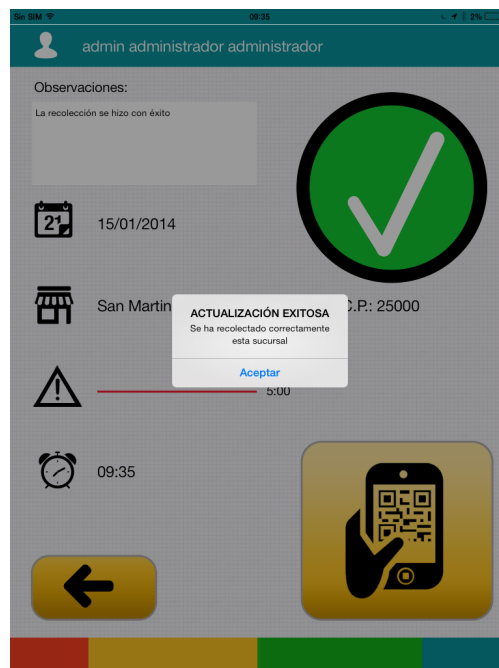 Sin SIM 09:35 2%
admin administrador administrador
Observaciones:
La recolección se hizo con éxito
21
15/01/2014
San Martin
C.P.: 25000
ACTUALIZACIÓN EXITOSA
Se ha recolectado correctamente
esta sucursal
Aceptar
5:00
09:35